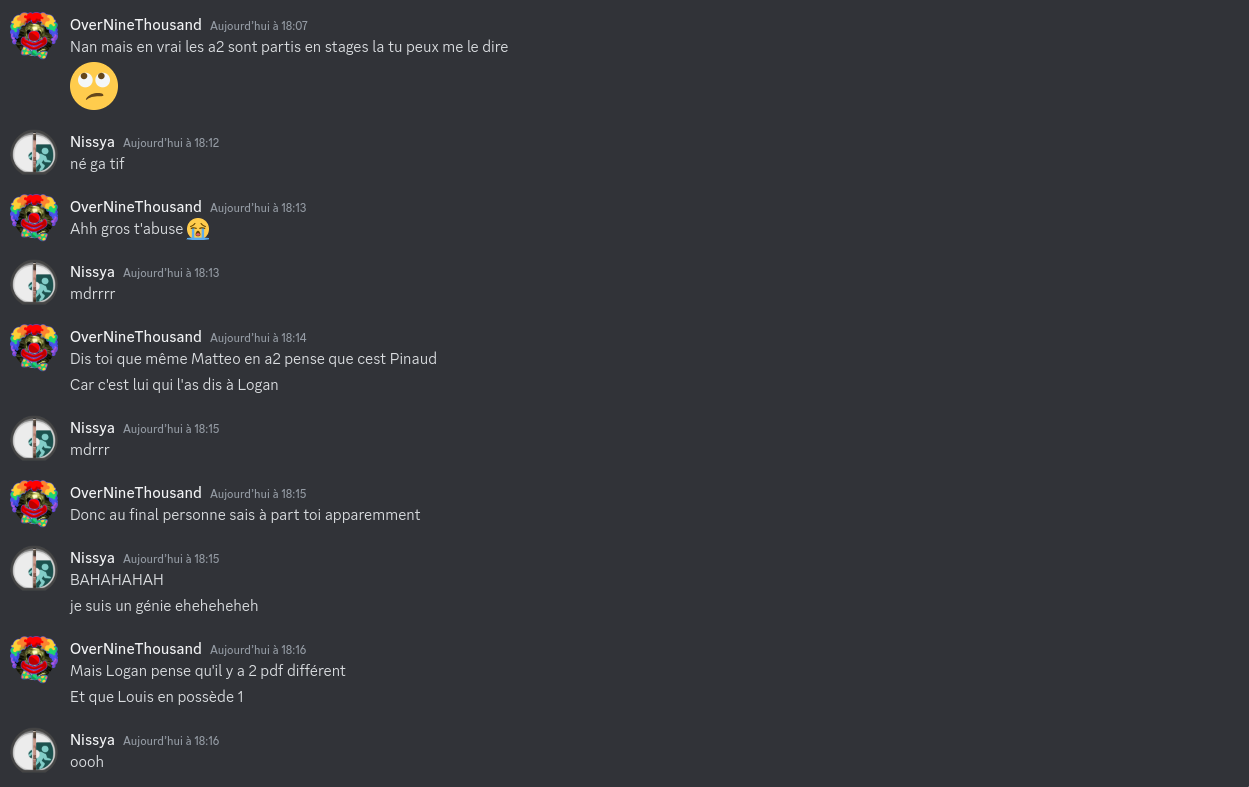 OverNineThousand Aujourd'hui à 18:07
Nan mais en vrai les a2 sont partis en stages la tu peux me le dire
Nissya Aujourd'hui à 18:12
né ga tif
OverNineThousand Aujourd'hui à 18:13
Ahh gros t'abuse
Nissya Aujourd'hui à 18:13
mdrrrr
OverNineThousand Aujourd'hui à 18:14
Dis toi que même Matteo en a2 pense que cest Pinaud
Car c'est lui qui l'as dis à Logan
Nissya Aujourd'hui à 18:15
mdrrr
OverNineThousand Aujourd'hui à 18:15
Donc au final personne sais à part toi apparemment
Nissya Aujourd'hui à 18:15
BAHAHAHAH
je suis un génie eheheheheh
OverNineThousand Aujourd'hui à 18:16
Mais Logan pense qu'il y a 2 pdf différent
Et que Louis en possède 1
Nissya Aujourd'hui à 18:16
oooh